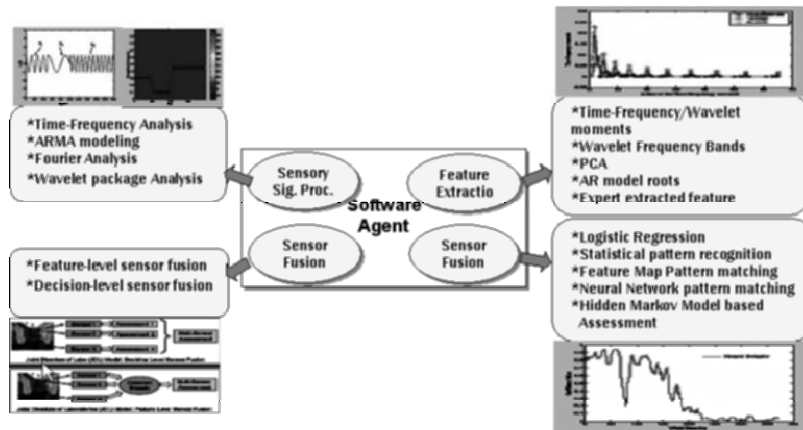 *Time-Frequency Analysis
*ARMA modeling
*Fourier Analysis
*Wavelet package Analysis
*Time-Frequency/Wavelet
moments
*Wavelet Frequency Bands
*PCA
*AR model roots
*Expert extracted feature
Sensory
Sig. Proc.
Feature
Extractio
Software
Agent
Sensor
Fusion
Sensor
Fusion
*Feature-level sensor fusion
*Decision-level sensor fusion
*Logistic Regression
*Statistical pattern recognition
*Feature Map Pattern matching
*Neural Network pattern matching
*Hidden Markov Model based
Assessment